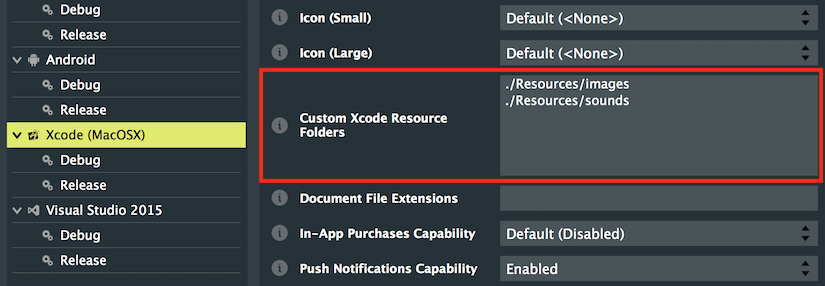 Debug
Release
Android
Debug
Release
Xcode (MacOSX)
Debug
Release
Visual Studio 2015
Debug
Release
Icon (Small)
Default (<None>)
Icon (Large)
Default (<None>)
Custom Xcode Resource
Folders
./Resources/images
./Resources/sounds
Document File Extensions
In-App Purchases Capability
Default (Disabled)
Push Notifications Capability
Enabled